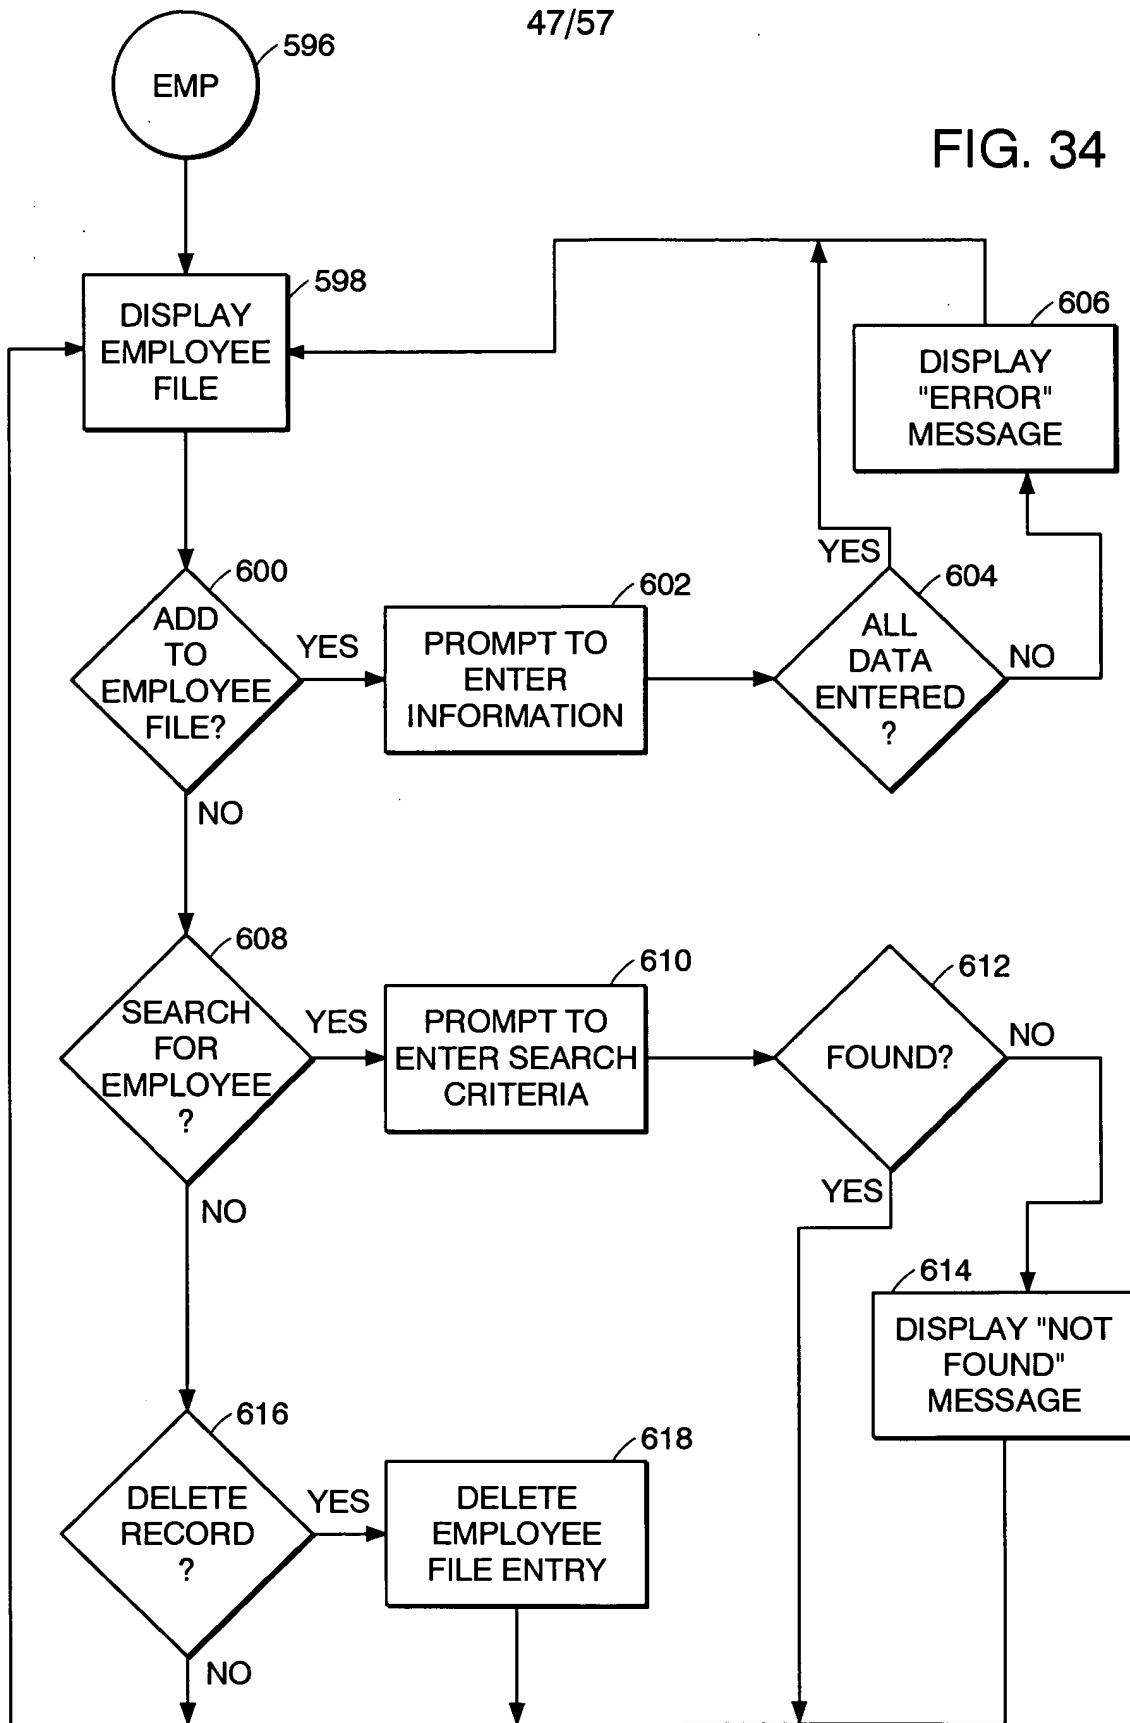 47/57
596
EMP
FIG. 34
598
DISPLAY
EMPLOYEE
FILE
606
DISPLAY
"ERROR"
MESSAGE
600
ADD
TO
EMPLOYEE
FILE?
YES
602
PROMPT TO
ENTER
INFORMATION
YES
604
ALL
DATA
ENTERED
?
NO
NO
608
SEARCH
FOR
EMPLOYEE
?
YES
610
PROMPT TO
ENTER SEARCH
CRITERIA
612
FOUND?
NO
YES
NO
614
DISPLAY "NOT
FOUND"
MESSAGE
616
DELETE
RECORD
?
YES
618
DELETE
EMPLOYEE
FILE ENTRY
NO